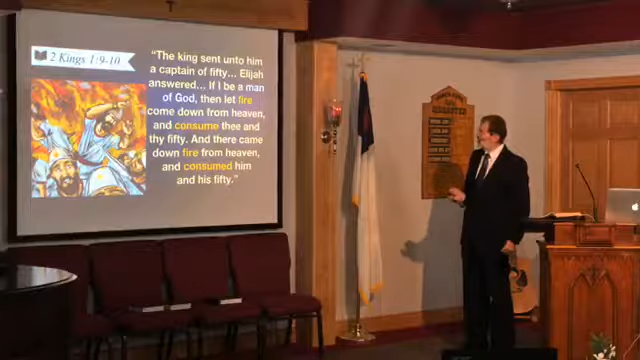 2 Kings 1:9-10
“The king sent unto him
a captain of fifty... Elijah
answered... If I be a man
of God, then let fire
come down from heaven,
and consume thee and
thy fifty. And there came
down fire from heaven,
and consumed him
and his fifty.”
REGISTER